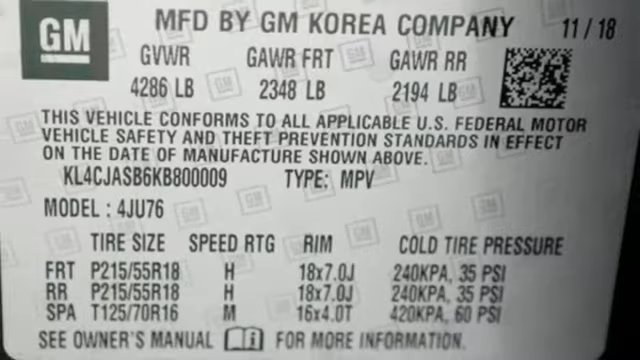 GM
MFD BY GM KOREA COMPANY 11/18
GVWR GAWR FRT GAWR RR
4286 LB 2348 LB 2194 LB
THIS VEHICLE CONFORMS TO ALL APPLICABLE U.S. FEDERAL MOTOR
VEHICLE SAFETY AND THEFT PREVENTION STANDARDS IN EFFECT
ON THE DATE OF MANUFACTURE SHOWN ABOVE.
KL4CJASB6KB800009 TYPE: MPV
MODEL : 4JU76
TIRE SIZE SPEED RTG RIM COLD TIRE PRESSURE
FRT P215/55R18 H 18x7.0J 240KPA, 35 PSI
RR P215/55R18 H 18x7.0J 240KPA, 35 PSI
SPA T125/70R16 M 16x4.0T 420KPA, 60 PSI
SEE OWNER'S MANUAL FOR MORE INFORMATION.